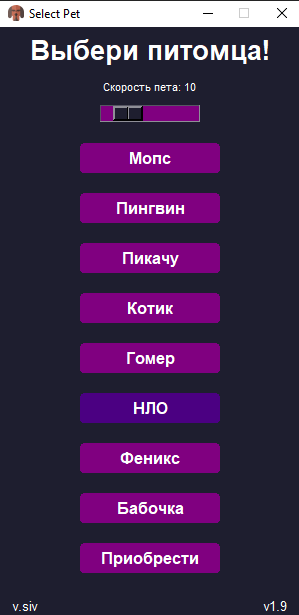 Select Pet
Выбери питомца!
Скорость пета: 10
Мопс
Пингвин
Пикачу
Котик
Гомер
НЛО
Феникс
Бабочка
Приобрести
v.siv v1.9